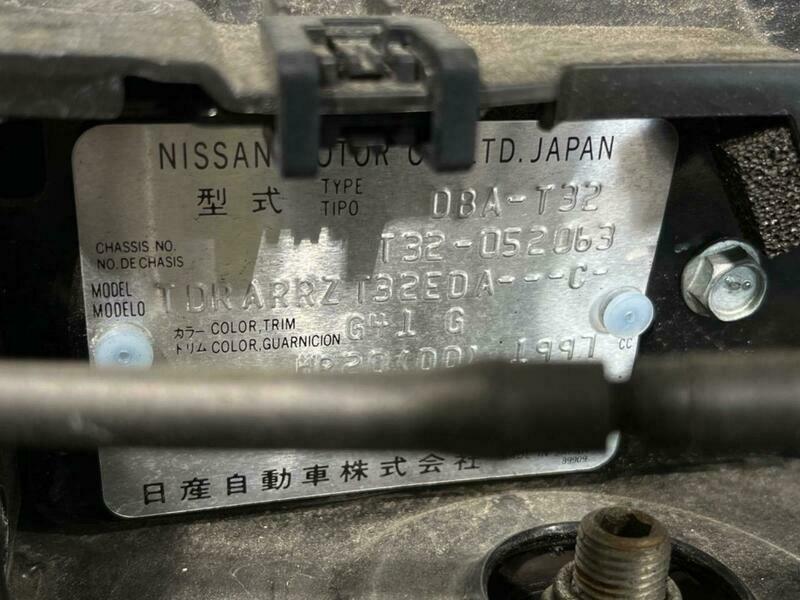 NISSAN MOTOR CO., LTD. JAPAN
型式 TYPE TIPO DBA-T32
CHASSIS NO. NO. DE CHASIS T32-052063
MODEL MODELO TDRARRZ T32EDA---C-
カラー COLOR, TRIM トリム COLOR, GUARNICION G41 G
MR20(DD) 1997 CC
日産自動車株式会社